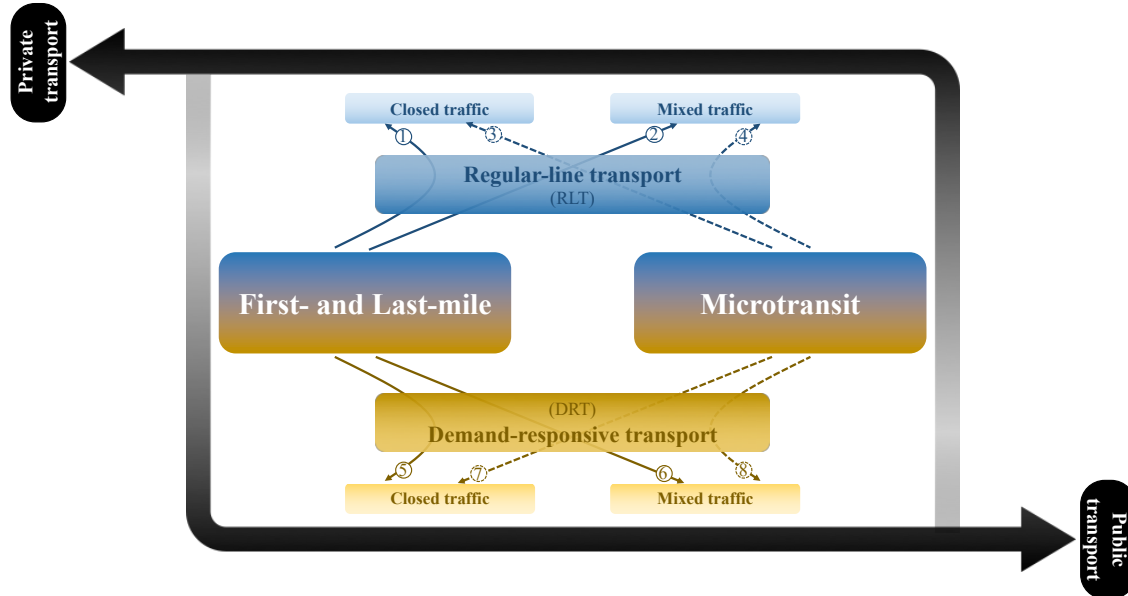 Private
transport
Closed traffic
Mixed traffic
1
3
2
4
Regular-line transport
(RLT)
First- and Last-mile
Microtransit
(DRT)
Demand-responsive transport
5
7
6
8
Closed traffic
Mixed traffic
Public
transport